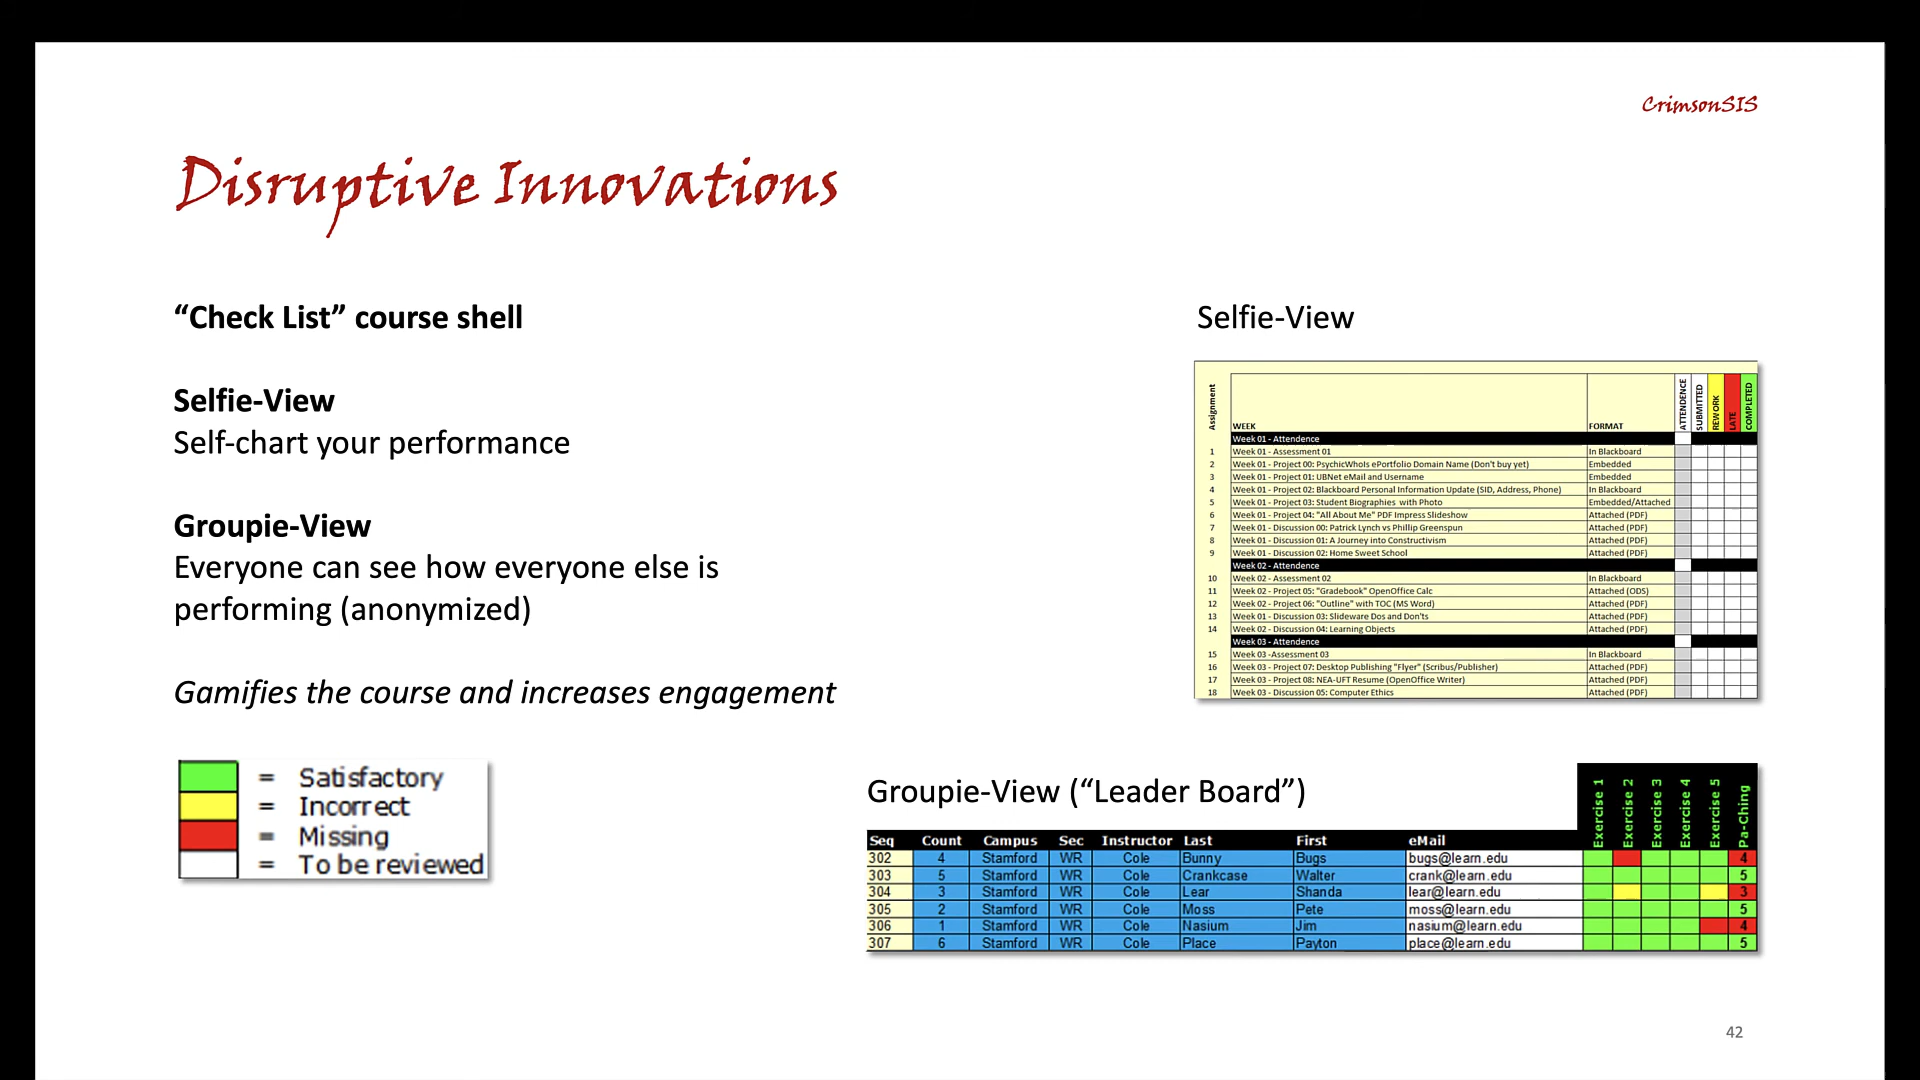 CrimsonSIS
Disruptive Innovations
“Check List” course shell
Selfie-View
Self-chart your performance
Groupie-View
Everyone can see how everyone else is
performing (anonymized)
Gamifies the course and increases engagement
= Satisfactory
= Incorrect
= Missing
= To be reviewed
Selfie-View
Assignment WEEK FORMAT ATTENDENCE SUBMITTED REWORK LATE COMPLETED
Week 01 - Attendence
1 Week 01 - Assessment 01 In Blackboard
2 Week 01 - Project 00: PsychicWhoIs ePortfolio Domain Name (Don't buy yet) Embedded
3 Week 01 - Project 01: UBNet eMail and Username Embedded
4 Week 01 - Project 02: Blackboard Personal Information Update (SID, Address, Phone) In Blackboard
5 Week 01 - Project 03: Student Biographies with Photo Embedded/Attached
6 Week 01 - Project 04: "All About Me" PDF Impress Slideshow Attached (PDF)
7 Week 01 - Discussion 00: Patrick Lynch vs Phillip Greenspun Attached (PDF)
8 Week 01 - Discussion 01: A Journey into Constructivism Attached (PDF)
9 Week 01 - Discussion 02: Home Sweet School Attached (PDF)
Week 02 - Attendence
10 Week 02 - Assessment 02 In Blackboard
11 Week 02 - Project 05: "Gradebook" OpenOffice Calc Attached (ODS)
12 Week 02 - Project 06: "Outline" with TOC (MS Word) Attached (PDF)
13 Week 01 - Discussion 03: Slideware Dos and Don'ts Attached (PDF)
14 Week 02 - Discussion 04: Learning Objects Attached (PDF)
Week 03 - Attendence
15 Week 03 -Assessment 03 In Blackboard
16 Week 03 - Project 07: Desktop Publishing "Flyer" (Scribus/Publisher) Attached (PDF)
17 Week 03 - Project 08: NEA-UFT Resume (OpenOffice Writer) Attached (PDF)
18 Week 03 - Discussion 05: Computer Ethics Attached (PDF)
Groupie-View (“Leader Board”)
Seq Count Campus Sec Instructor Last First eMail Exercise 1 Exercise 2 Exercise 3 Exercise 4 Exercise 5 Pa-Ching
302 4 Stamford WR Cole Bunny Bugs bugs@learn.edu 4
303 5 Stamford WR Cole Crankcase Walter crank@learn.edu 5
304 3 Stamford WR Cole Lear Shanda lear@learn.edu 3
305 2 Stamford WR Cole Moss Pete moss@learn.edu 5
306 1 Stamford WR Cole Nasium Jim nasium@learn.edu 4
307 6 Stamford WR Cole Place Payton place@learn.edu 5
42